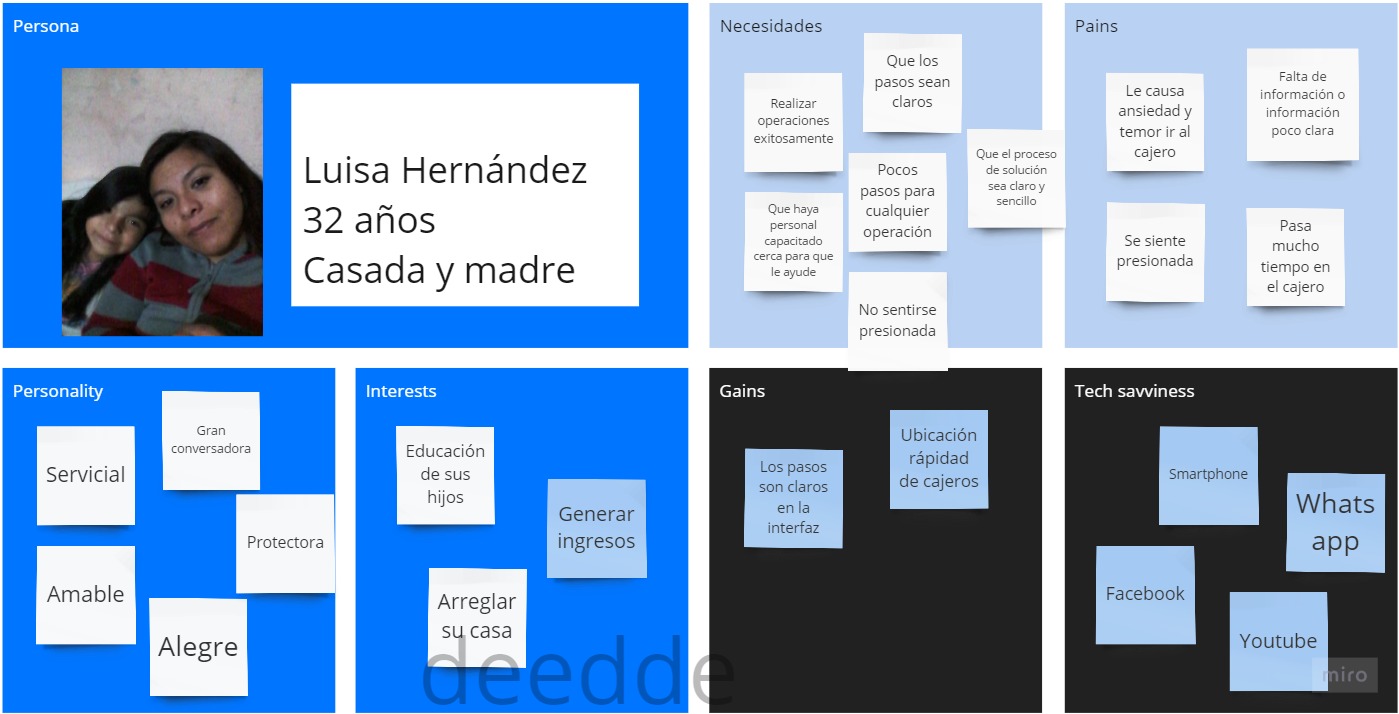 Persona
Luisa Hernández
32 años
Casada y madre
Necesidades
Que los
pasos sean
claros
Realizar
operaciones
exitosamente
Que el proceso
de solución
sea claro y
sencillo
Pocos
pasos para
cualquier
operación
Que haya
personal
capacitado
cerca para que
le ayude
No sentirse
presionada
Pains
Le causa
ansiedad y
temor ir al
cajero
Falta de
información o
información
poco clara
Se siente
presionada
Pasa
mucho
tiempo en
el cajero
Personality
Gran
conversadora
Servicial
Protectora
Amable
Alegre
Interests
Educación
de sus
hijos
Generar
ingresos
Arreglar
su casa
Gains
Ubicación
rápidad
de cajeros
Los pasos
son claros
en la
interfaz
Tech savviness
Smartphone
Whats
app
Facebook
Youtube
deedde
miro